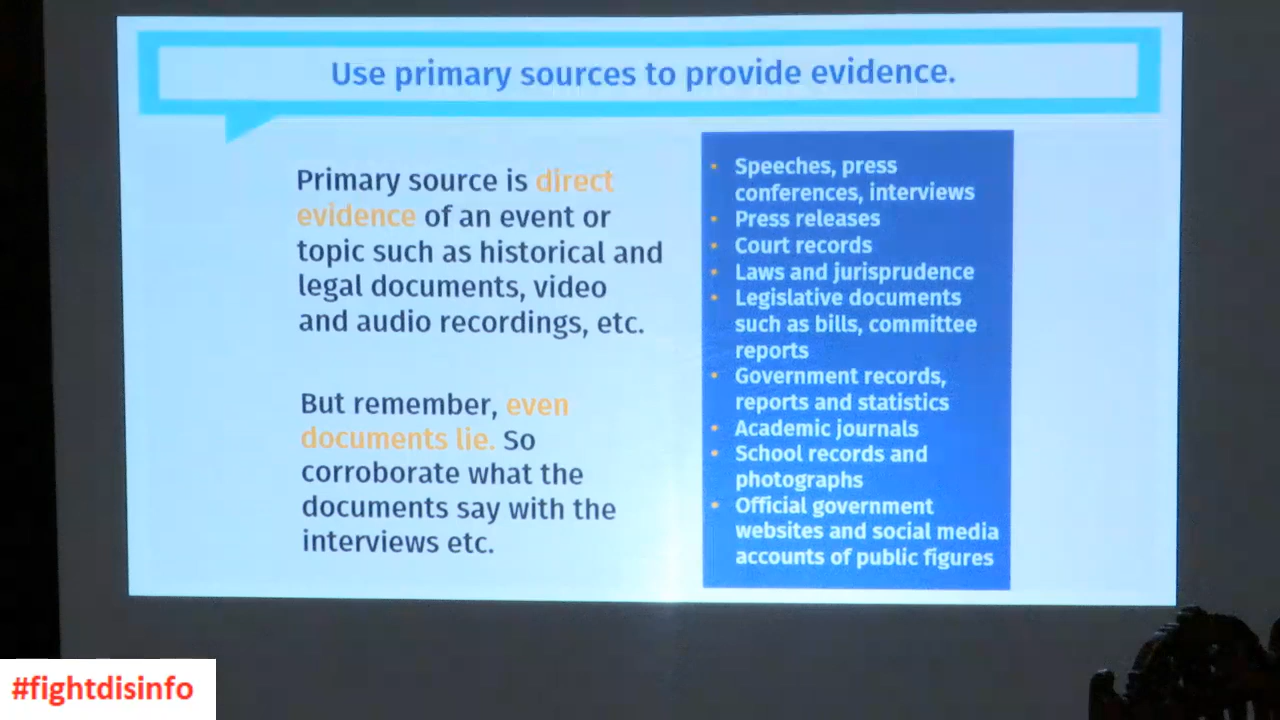 Use primary sources to provide evidence.
Primary source is direct
evidence of an event or
topic such as historical and
legal documents, video
and audio recordings, etc.
But remember, even
documents lie. So
corroborate what the
documents say with the
interviews etc.
• Speeches, press
conferences, interviews
• Press releases
• Court records
• Laws and jurisprudence
• Legislative documents
such as bills, committee
reports
• Government records,
reports and statistics
• Academic journals
• School records and
photographs
• Official government
websites and social media
accounts of public figures
#fightdisinfo